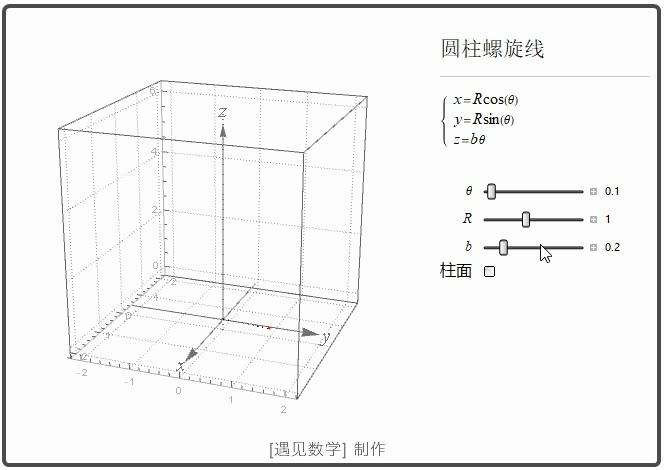 圆柱螺旋线
x=Rcos(θ)
y=Rsin(θ)
z=bθ
θ 0.1
R 1
b 0.2
柱面
z
6
4
2
0
y
x
-2 -1 0 1 2
[遇见数学] 制作